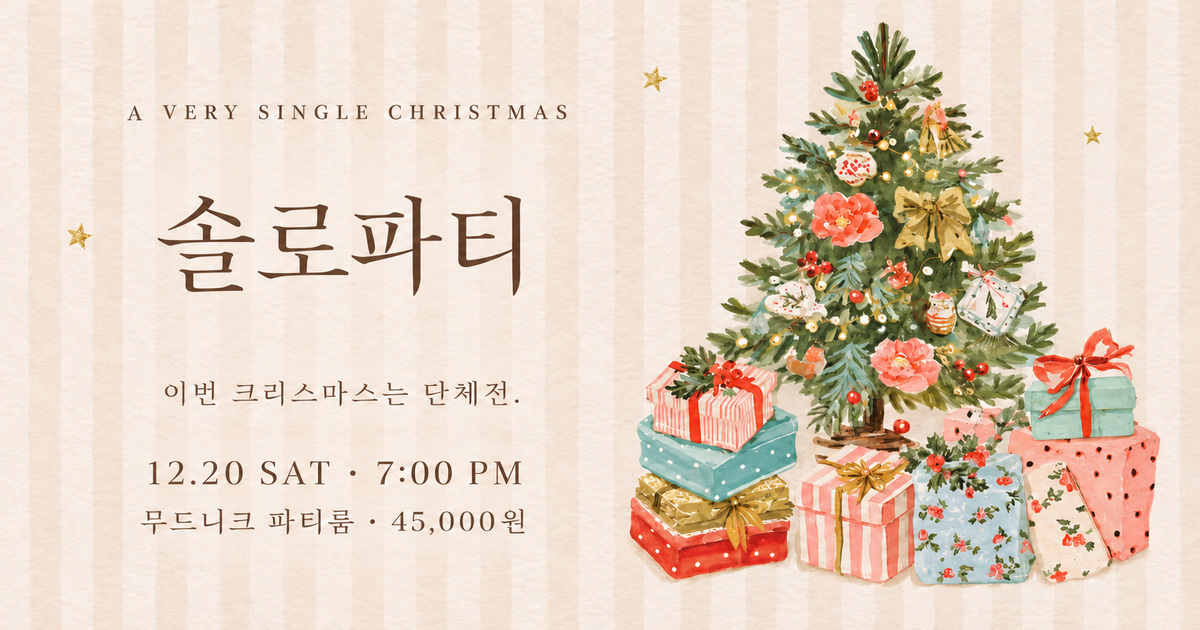 A VERY SINGLE CHRISTMAS
솔로파티
이번 크리스마스는 단체전.
12.20 SAT · 7:00 PM
무드니크 파티룸 · 45,000원